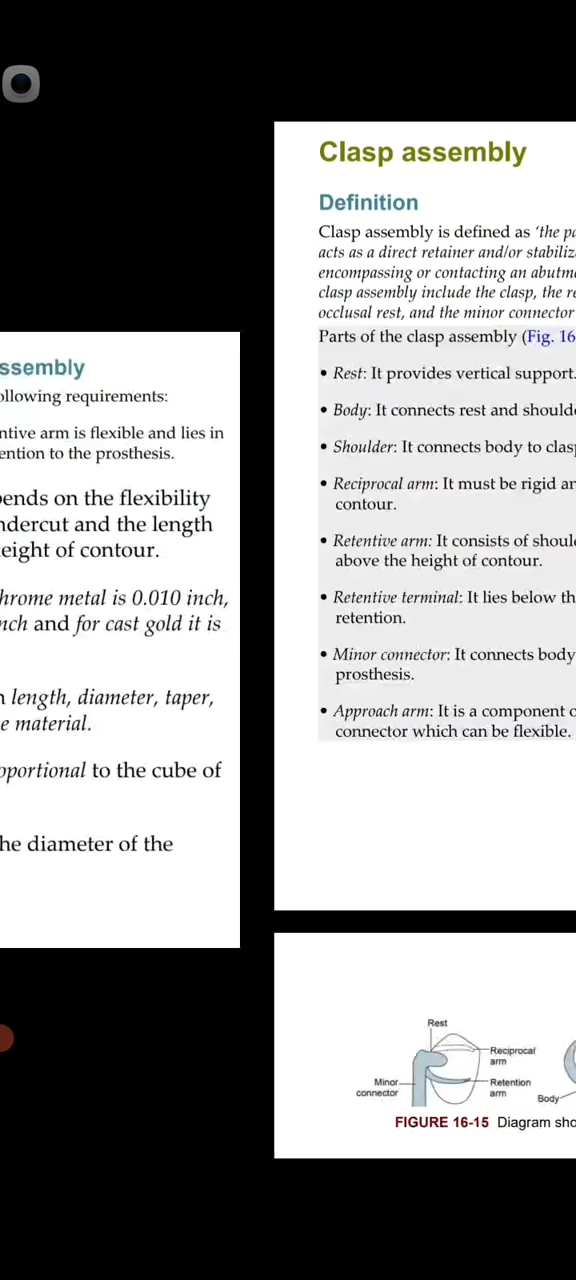 ssembly
ollowing requirements:
ntive arm is flexible and lies in
ention to the prosthesis.
pends on the flexibility
ndercut and the length
eight of contour.
hrome metal is 0.010 inch,
nch and for cast gold it is
n length, diameter, taper,
e material.
oportional to the cube of
he diameter of the
Clasp assembly
Definition
Clasp assembly is defined as ‘the pa
acts as a direct retainer and/or stabiliz
encompassing or contacting an abutme
clasp assembly include the clasp, the re
occlusal rest, and the minor connector
Parts of the clasp assembly (Fig. 16
• Rest: It provides vertical support.
• Body: It connects rest and shoulde
• Shoulder: It connects body to clasp
• Reciprocal arm: It must be rigid an
contour.
• Retentive arm: It consists of shoule
above the height of contour.
• Retentive terminal: It lies below th
retention.
• Minor connector: It connects body
prosthesis.
• Approach arm: It is a component o
connector which can be flexible.
Rest
Reciprocal
arm
Minor
connector
Retention
arm
Body
FIGURE 16-15 Diagram sho